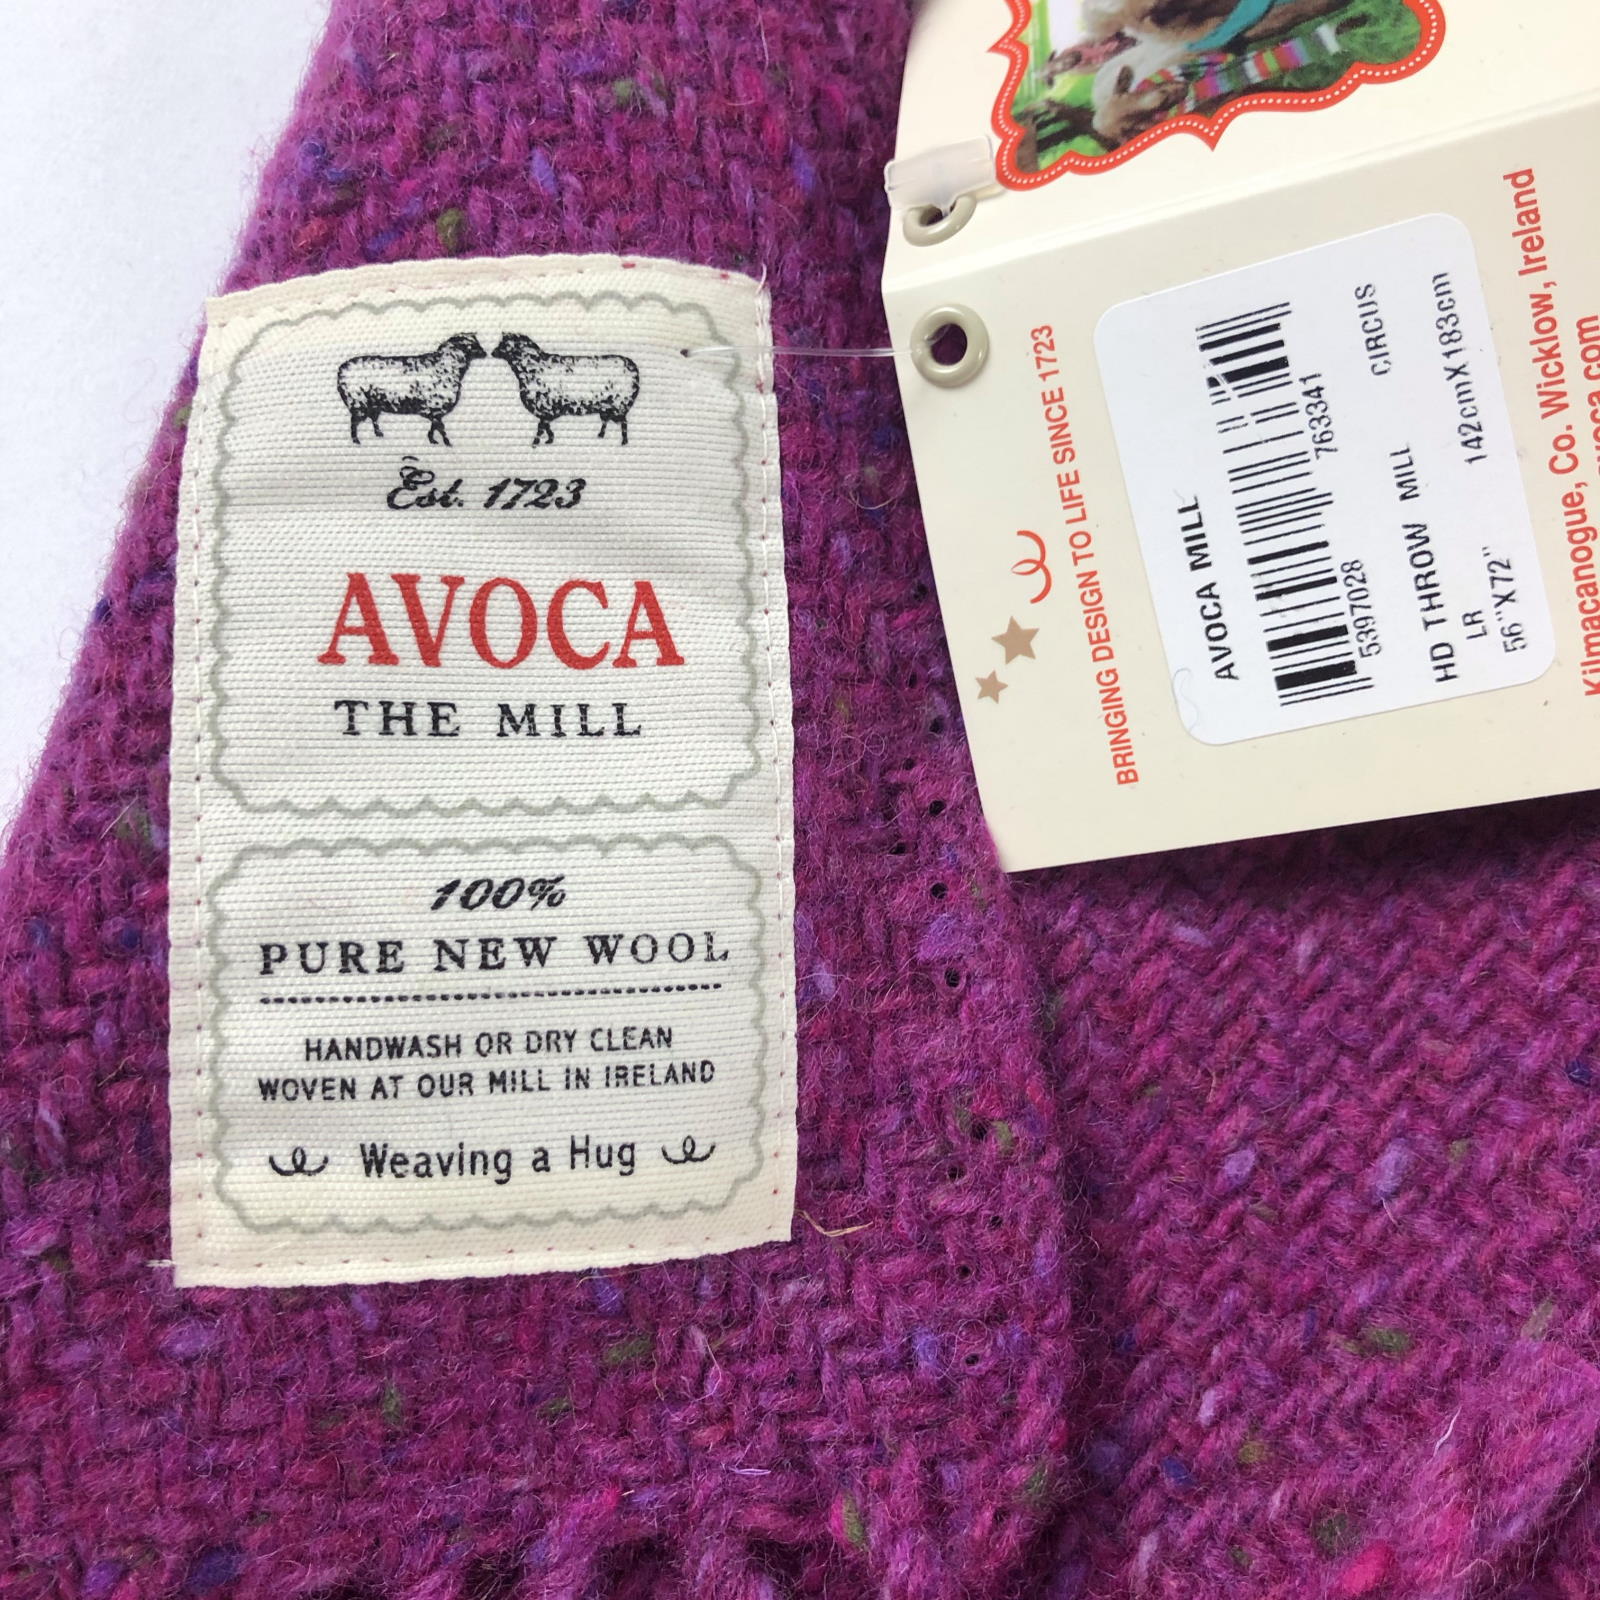 Est. 1723
AVOCA
THE MILL
100%
PURE NEW WOOL
HANDWASH OR DRY CLEAN
WOVEN AT OUR MILL IN IRELAND
Weaving a Hug
BRINGING DESIGN TO LIFE SINCE 1723
AVOCA MILL
5397028 763341
HD THROW MILL CIRCUS
LR
56"X72" 142cmX183cm
Kilmacanogue, Co. Wicklow, Ireland